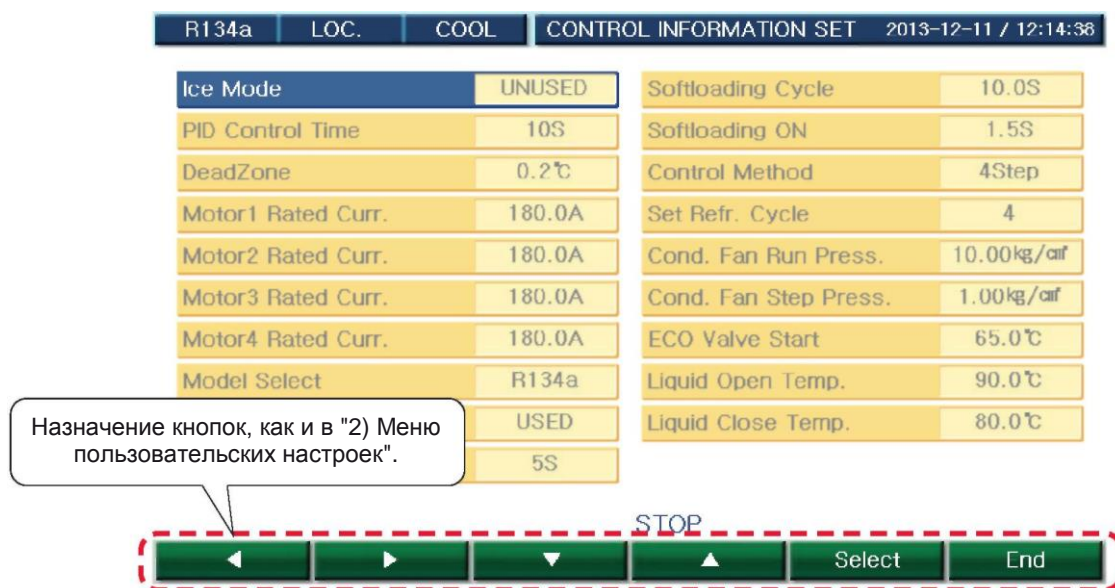 R134a LOC. COOL CONTROL INFORMATION SET 2013-12-11 / 12:14:38
Ice Mode UNUSED
PID Control Time 10S
DeadZone 0.2℃
Motor1 Rated Curr. 180.0A
Motor2 Rated Curr. 180.0A
Motor3 Rated Curr. 180.0A
Motor4 Rated Curr. 180.0A
Model Select R134a
USED
5S
Softloading Cycle 10.0S
Softloading ON 1.5S
Control Method 4Step
Set Refr. Cycle 4
Cond. Fan Run Press. 10.00㎏/㎠
Cond. Fan Step Press. 1.00㎏/㎠
ECO Valve Start 65.0℃
Liquid Open Temp. 90.0℃
Liquid Close Temp. 80.0℃
Назначение кнопок, как и в "2) Меню
пользовательских настроек".
STOP
◀ ▶ ▼ ▲ Select End